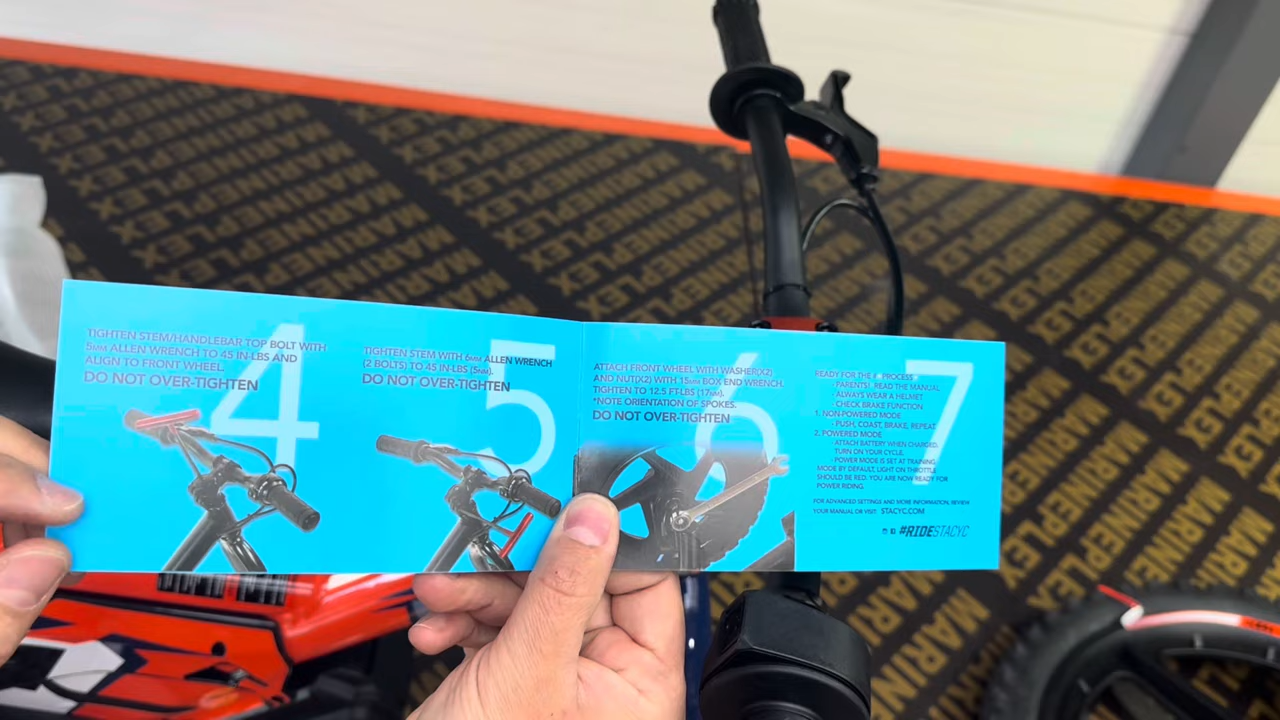 TIGHTEN STEM/HANDLEBAR TOP BOLT WITH
5MM ALLEN WRENCH TO 45 IN-LBS AND
ALIGN TO FRONT WHEEL.
DO NOT OVER-TIGHTEN
4
TIGHTEN STEM WITH 6MM ALLEN WRENCH
(2 BOLTS) TO 45 IN-LBS (5NM).
DO NOT OVER-TIGHTEN
5
ATTACH FRONT WHEEL WITH WASHER(X2)
AND NUT(X2) WITH 15MM BOX END WRENCH.
TIGHTEN TO 12.5 FT-LBS (17NM).
*NOTE ORIENTATION OF SPOKES.
DO NOT OVER-TIGHTEN
6
READY FOR THE PROCESS
- PARENTS! READ THE MANUAL
- ALWAYS WEAR A HELMET
- CHECK BRAKE FUNCTION
1. NON-POWERED MODE
- PUSH, COAST, BRAKE, REPEAT
2. POWERED MODE
- ATTACH BATTERY WHEN CHARGED.
TURN ON YOUR CYCLE.
- POWER MODE IS SET AT TRAINING
MODE BY DEFAULT, LIGHT ON THROTTLE
SHOULD BE RED. YOU ARE NOW READY FOR
POWER RIDING.
FOR ADVANCED SETTINGS AND MORE INFORMATION, REVIEW
YOUR MANUAL OR VISIT: STACYC.COM
#RIDESTACYC
7
MARINEPLEX